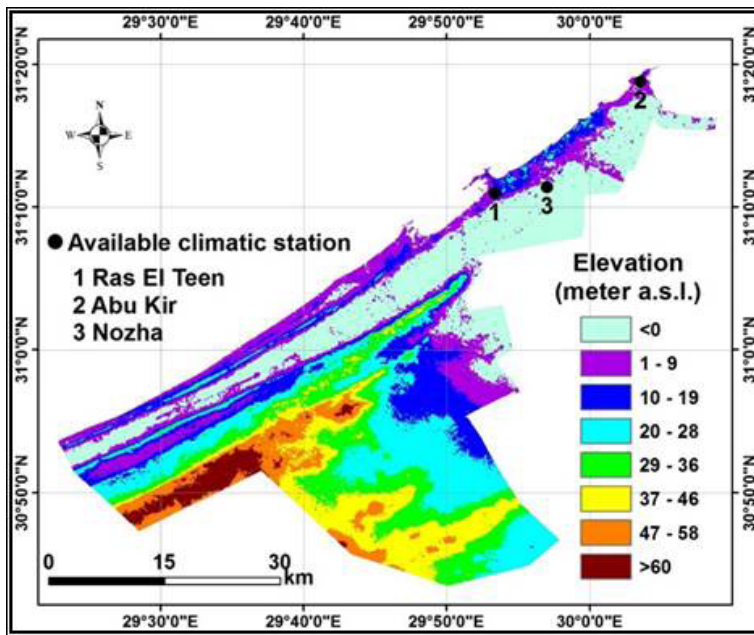 29°30'0"E 29°40'0"E 29°50'0"E 30°00'0"E
31°20'0"N 31°20'0"N
31°10'0"N 31°10'0"N
31°0'0"N 31°0'0"N
30°50'0"N 30°50'0"N
N
W E
S
2
1 3
Available climatic station
1 Ras El Teen
2 Abu Kir
3 Nozha
Elevation
(meter a.s.l.)
<0
1 - 9
10 - 19
20 - 28
29 - 36
37 - 46
47 - 58
>60
0 15 30
km
29°30'0"E 29°40'0"E 29°50'0"E 30°00'0"E